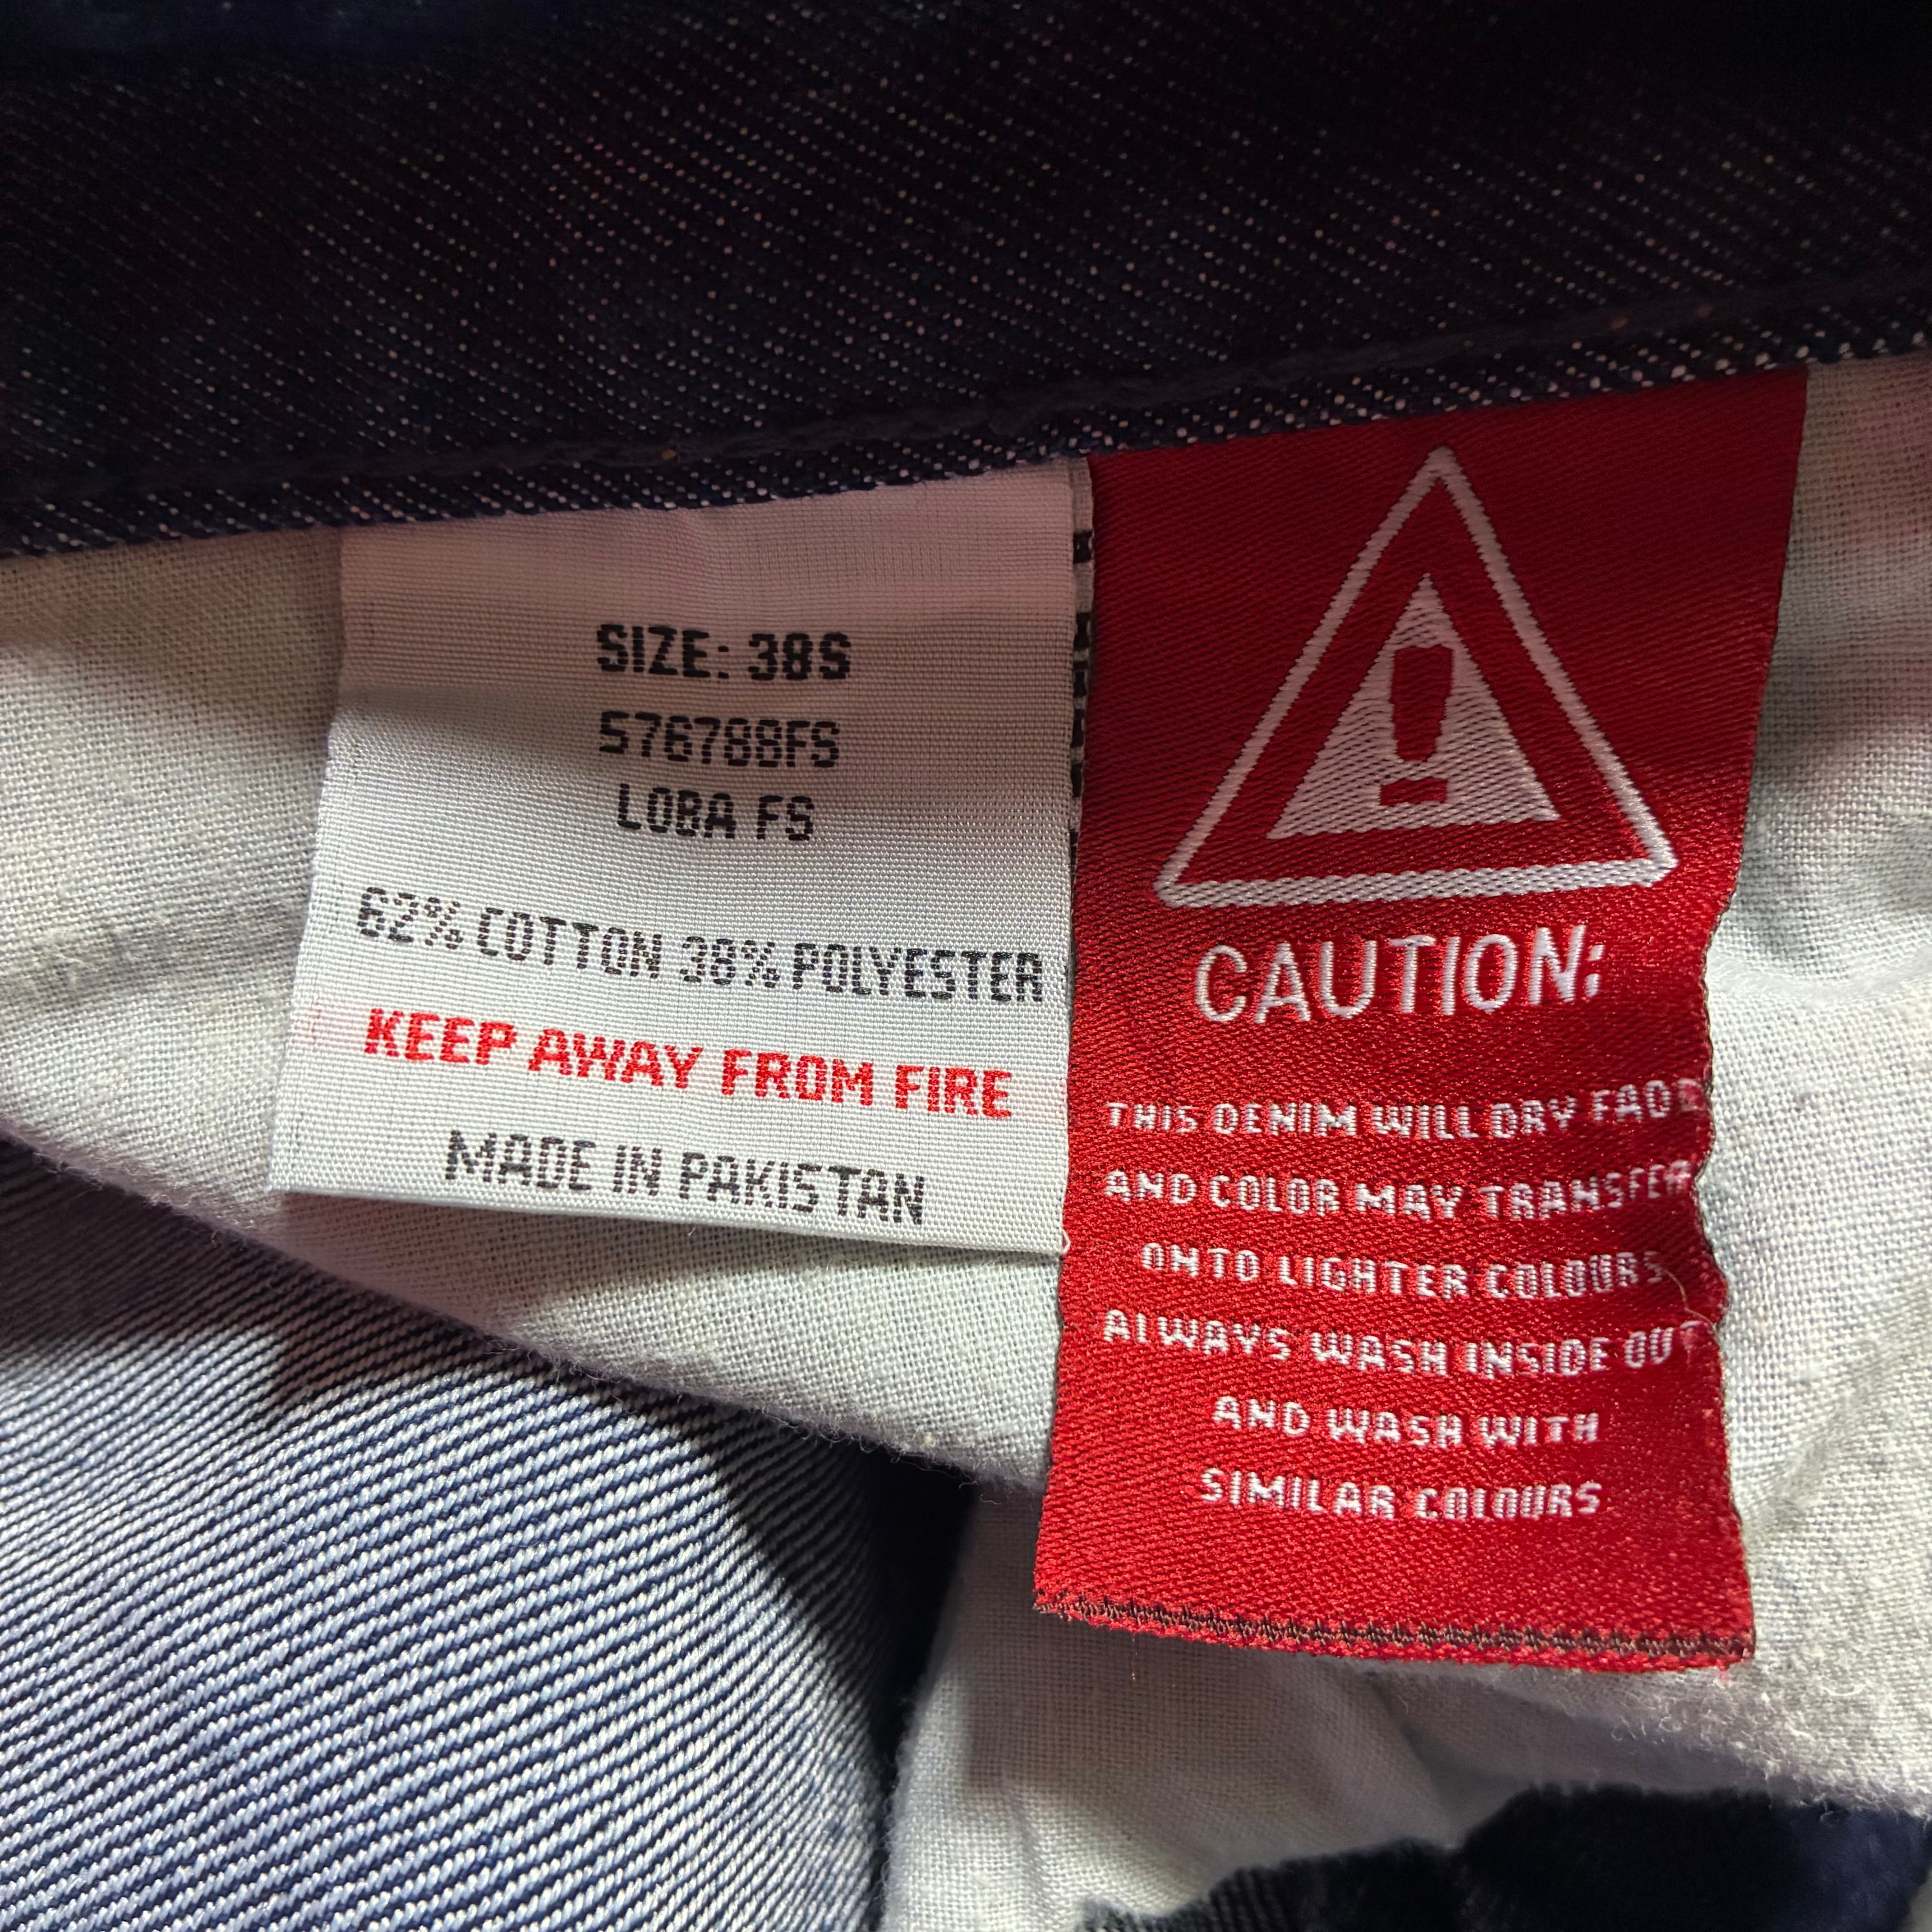 SIZE: 38S
576788FS
LOBA FS
62% COTTON 38% POLYESTER
KEEP AWAY FROM FIRE
MADE IN PAKISTAN
CAUTION:
THIS DENIM WILL DRY FADE
AND COLOR MAY TRANSFER
ONTO LIGHTER COLOURS
ALWAYS WASH INSIDE OUT
AND WASH WITH
SIMILAR COLOURS